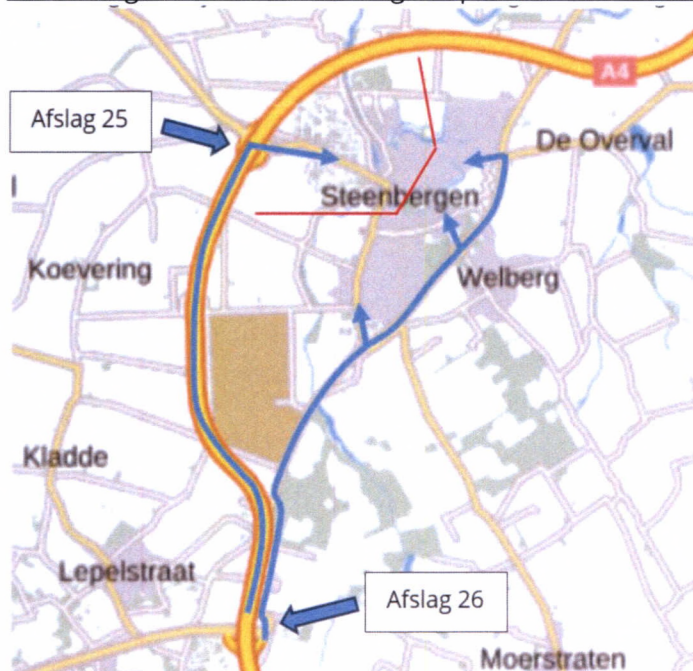 A4
Afslag 25
De Overval
Steenbergen
Koevering
Welberg
Kladde
Lepelstraat
Afslag 26
Moerstraten